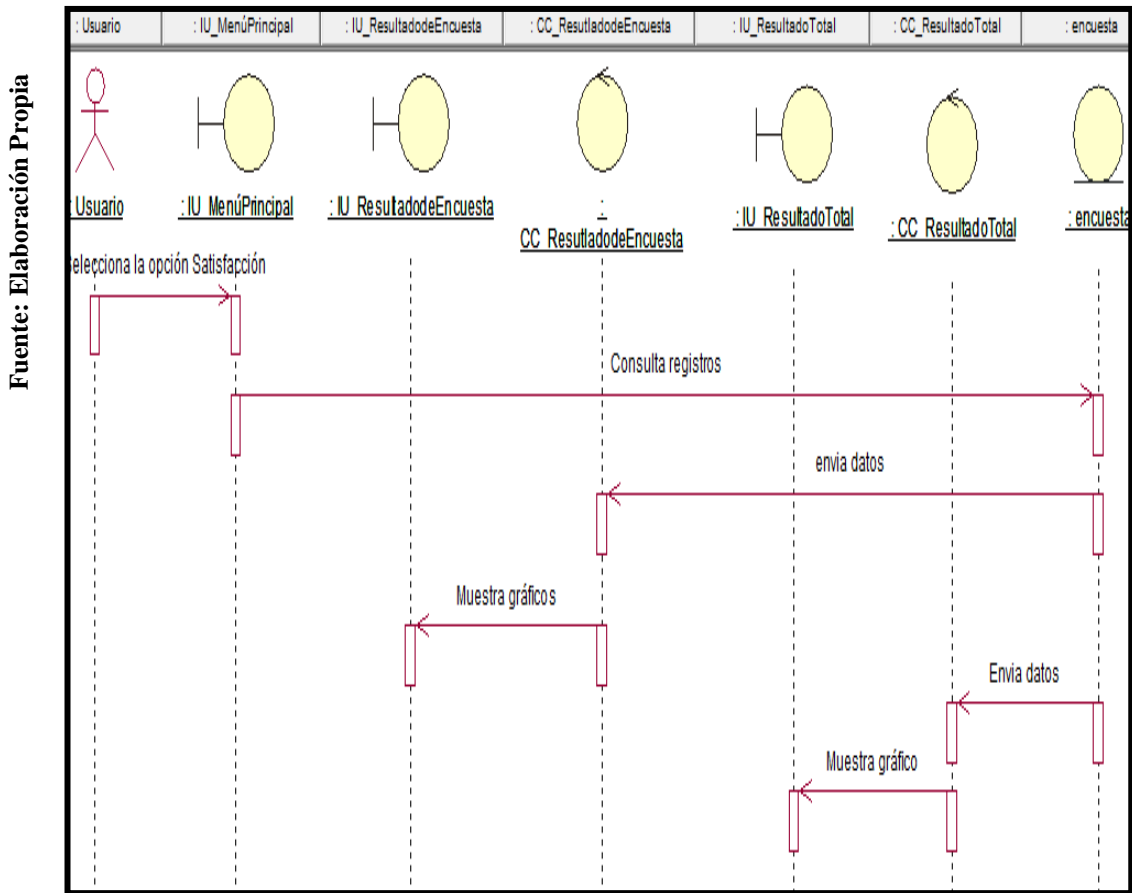 Fuente: Elaboración Propia
: Usuario
: IU_MenúPrincipal
: IU_ResultadodeEncuesta
: CC_ResutladodeEncuesta
: IU_ResultadoTotal
: CC_ResultadoTotal
: encuesta
: Usuario
: IU_MenúPrincipal
: IU_ResultadodeEncuesta
:
CC_ResutladodeEncuesta
: IU_ResultadoTotal
: CC_ResultadoTotal
: encuesta
Selecciona la opción Satisfacción
Consulta registros
envia datos
Muestra gráficos
Envia datos
Muestra gráfico